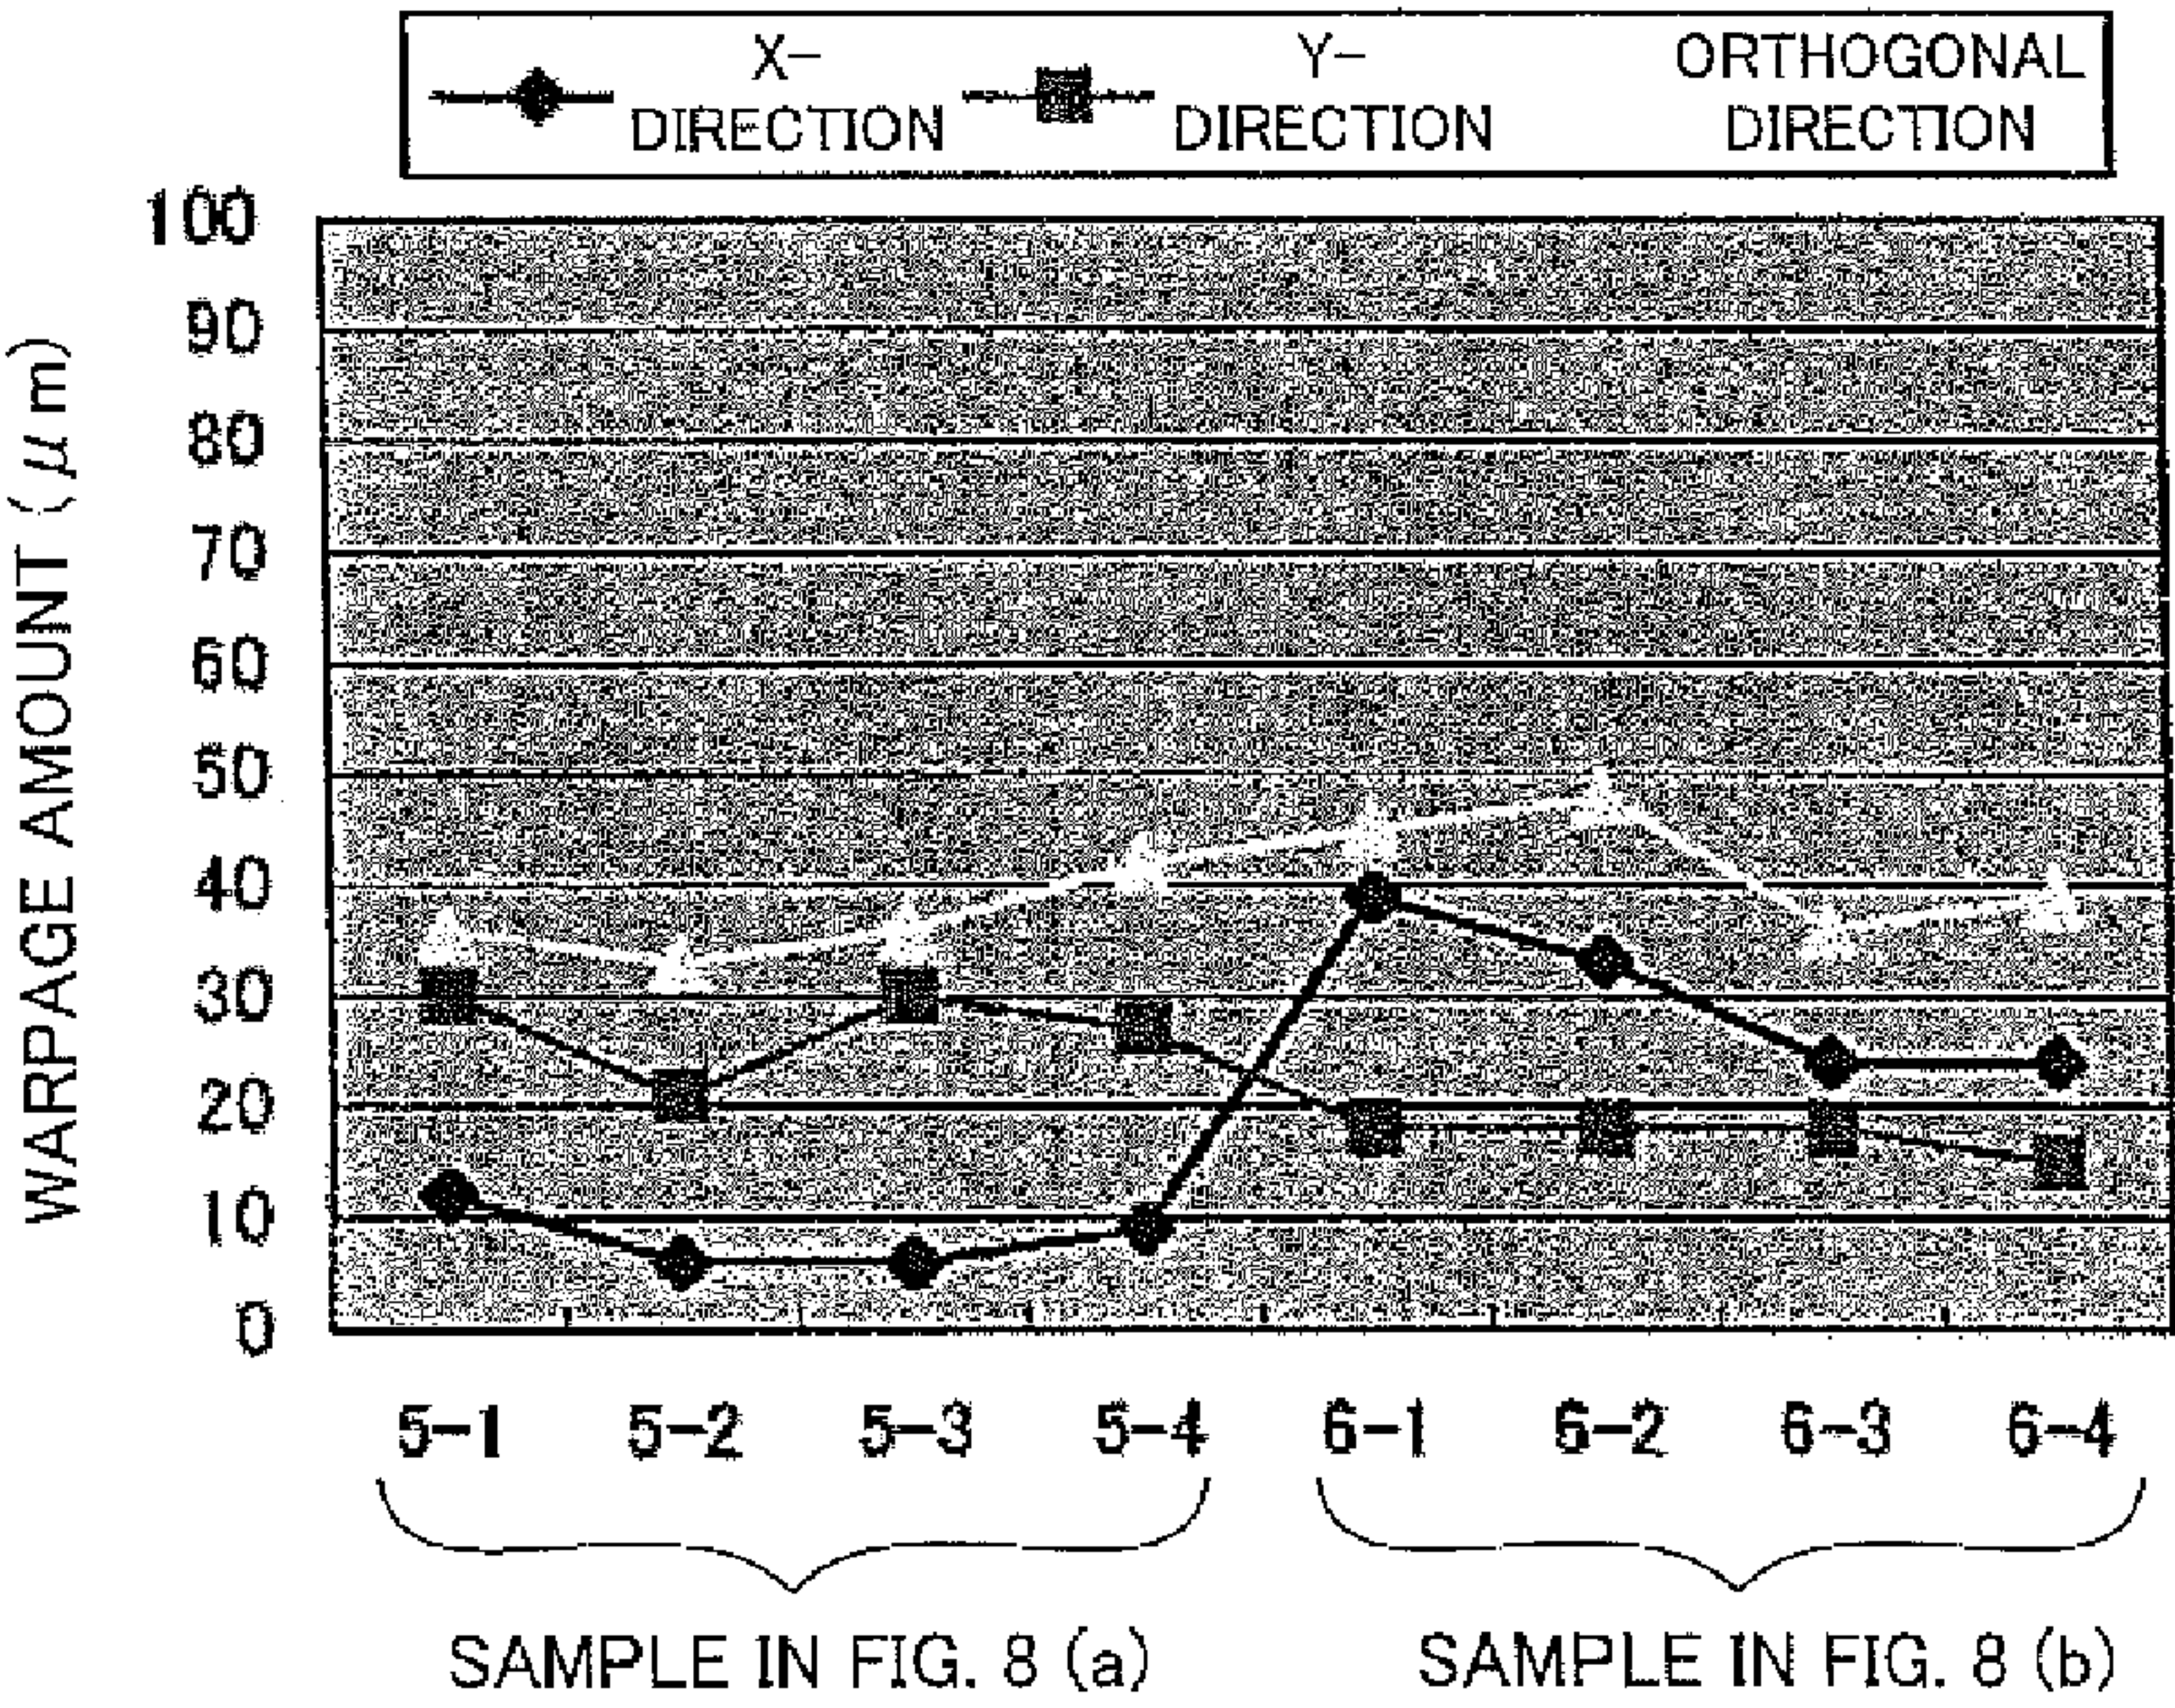 X-
DIRECTION
Y-
DIRECTION
ORTHOGONAL
DIRECTION
WARPAGE AMOUNT (μm)
100
90
80
70
60
50
40
30
20
10
0
5-1 5-2 5-3 5-4 6-1 6-2 6-3 6-4
SAMPLE IN FIG. 8 (a) SAMPLE IN FIG. 8 (b)